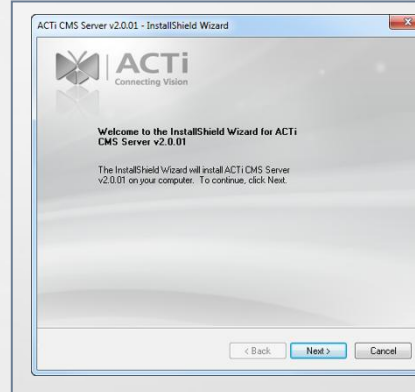 ACTi CMS Server v2.0.01 - InstallShield Wizard
x
ACTi
Connecting Vision
Welcome to the InstallShield Wizard for ACTi
CMS Server v2.0.01
The InstallShield Wizard will install ACTi CMS Server
v2.0.01 on your computer. To continue, click Next.
< Back Next > Cancel